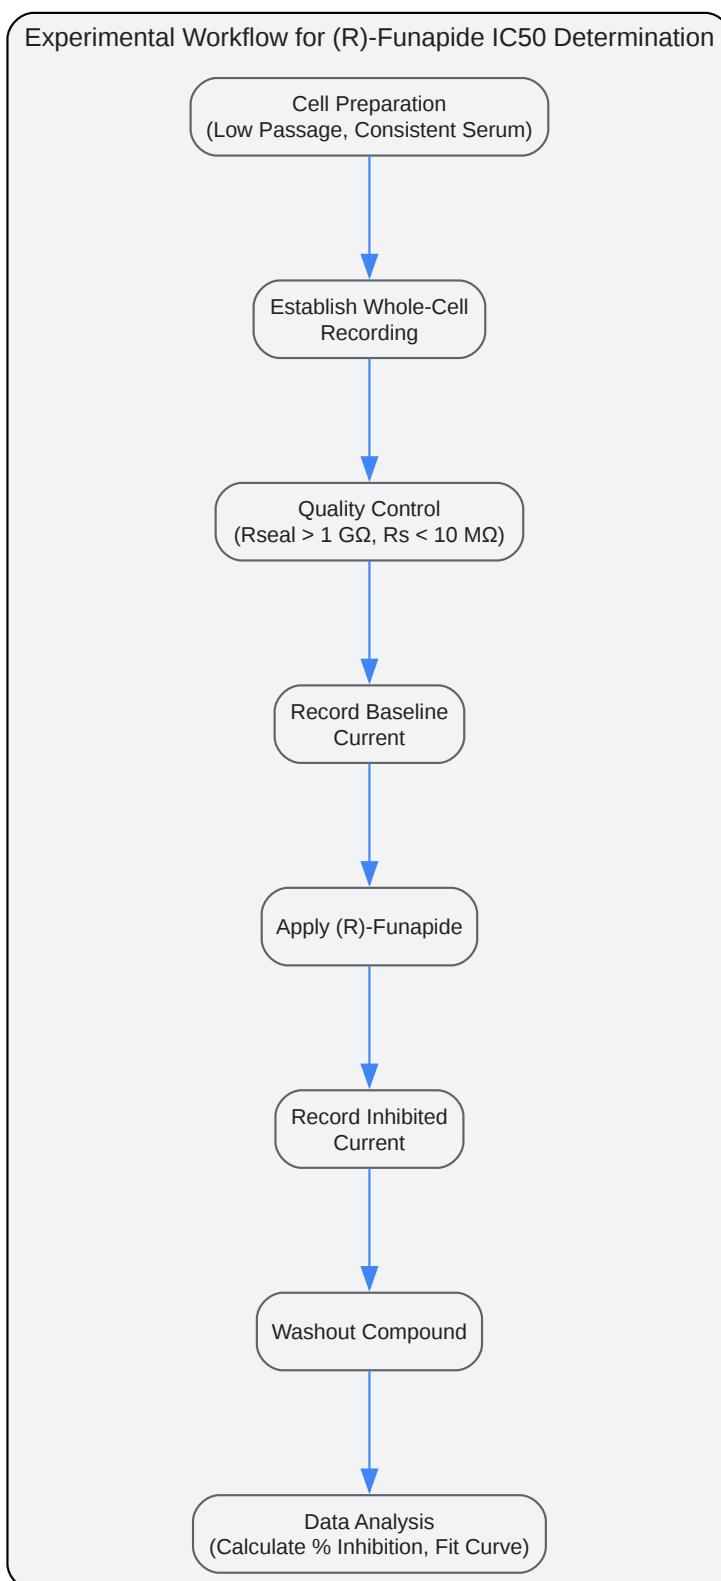 Experimental Workflow for (R)-Funapide IC50 Determination
Cell Preparation
(Low Passage, Consistent Serum)
Establish Whole-Cell
Recording
Quality Control
(Rseal > 1 GΩ, Rs < 10 MΩ)
Record Baseline
Current
Apply (R)-Funapide
Record Inhibited
Current
Washout Compound
Data Analysis
(Calculate % Inhibition, Fit Curve)